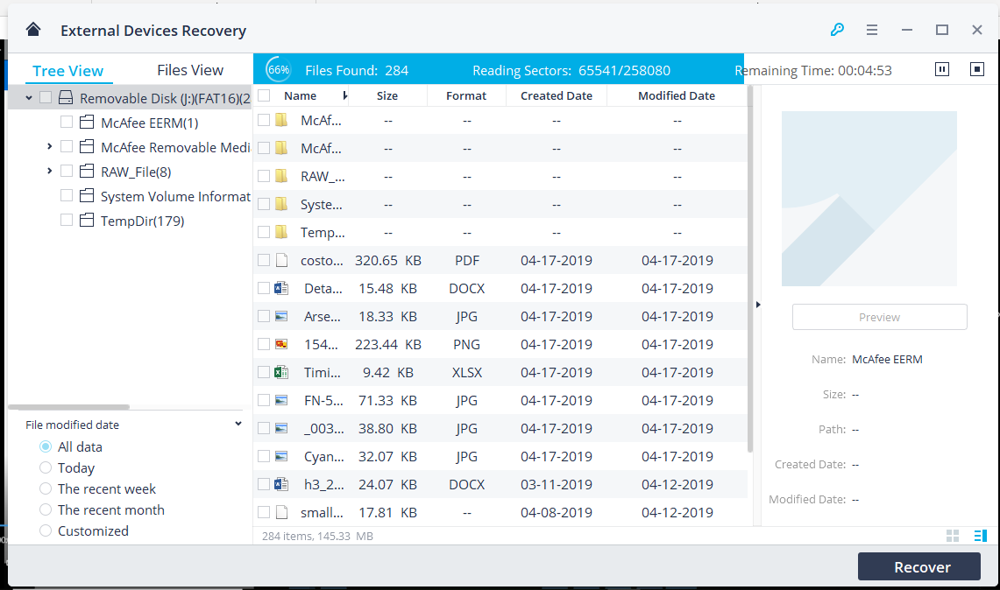 External Devices Recovery
Tree View Files View
66% Files Found: 284 Reading Sectors: 65541/258080 Remaining Time: 00:04:53
Name Size Format Created Date Modified Date
Removable Disk (J:)(FAT16)(2
McAfee EERM(1)
McAfee Removable Medi
RAW_File(8)
System Volume Informat
TempDir(179)
McAf... -- -- -- --
McAf... -- -- -- --
RAW_... -- -- -- --
Syste... -- -- -- --
Temp... -- -- -- --
costo... 320.65 KB PDF 04-17-2019 04-17-2019
Deta... 15.48 KB DOCX 04-17-2019 04-17-2019
Arse... 18.33 KB JPG 04-17-2019 04-17-2019
154... 223.44 KB PNG 04-17-2019 04-17-2019
Timi... 9.42 KB XLSX 04-17-2019 04-17-2019
FN-5... 71.33 KB JPG 04-17-2019 04-17-2019
_003... 38.80 KB JPG 04-17-2019 04-17-2019
Cyan... 32.07 KB JPG 04-17-2019 04-17-2019
h3_2... 24.07 KB DOCX 03-11-2019 04-12-2019
small... 17.81 KB -- 04-08-2019 04-12-2019
284 items, 145.33 MB
File modified date
All data
Today
The recent week
The recent month
Customized
Preview
Name: McAfee EERM
Size: --
Path: --
Created Date: --
Modified Date: --
Recover